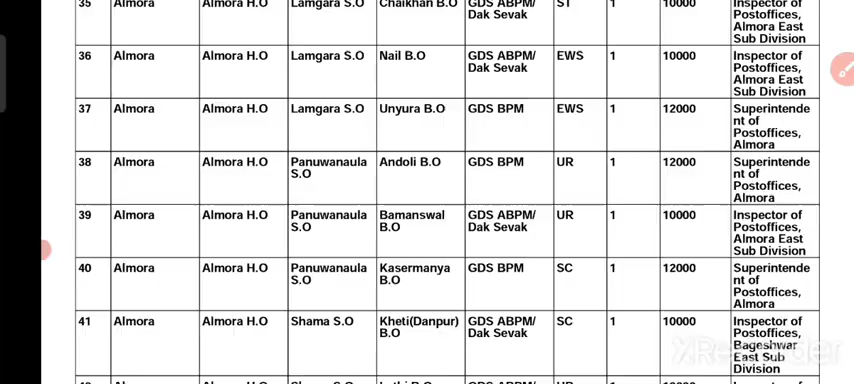 35 Almora Almora H.O Lamgara S.O Chaikhan B.O GDS ABPM/ ST 1 10000 Inspector of
Dak Sevak Postoffices,
Almora East
Sub Division
36 Almora Almora H.O Lamgara S.O Nail B.O GDS ABPM/ EWS 1 10000 Inspector of
Dak Sevak Postoffices,
Almora East
Sub Division
37 Almora Almora H.O Lamgara S.O Unyura B.O GDS BPM EWS 1 12000 Superintende
nt of
Postoffices,
Almora
38 Almora Almora H.O Panuwanaula Andoli B.O GDS BPM UR 1 12000 Superintende
S.O nt of
Postoffices,
Almora
39 Almora Almora H.O Panuwanaula Bamanswal GDS ABPM/ UR 1 10000 Inspector of
S.O B.O Dak Sevak Postoffices,
Almora East
Sub Division
40 Almora Almora H.O Panuwanaula Kasermanya GDS BPM SC 1 12000 Superintende
S.O B.O nt of
Postoffices,
Almora
41 Almora Almora H.O Shama S.O Kheti(Danpur) GDS ABPM/ SC 1 10000 Inspector of
B.O Dak Sevak Postoffices,
Bageshwar
East Sub
Division
XRecorder